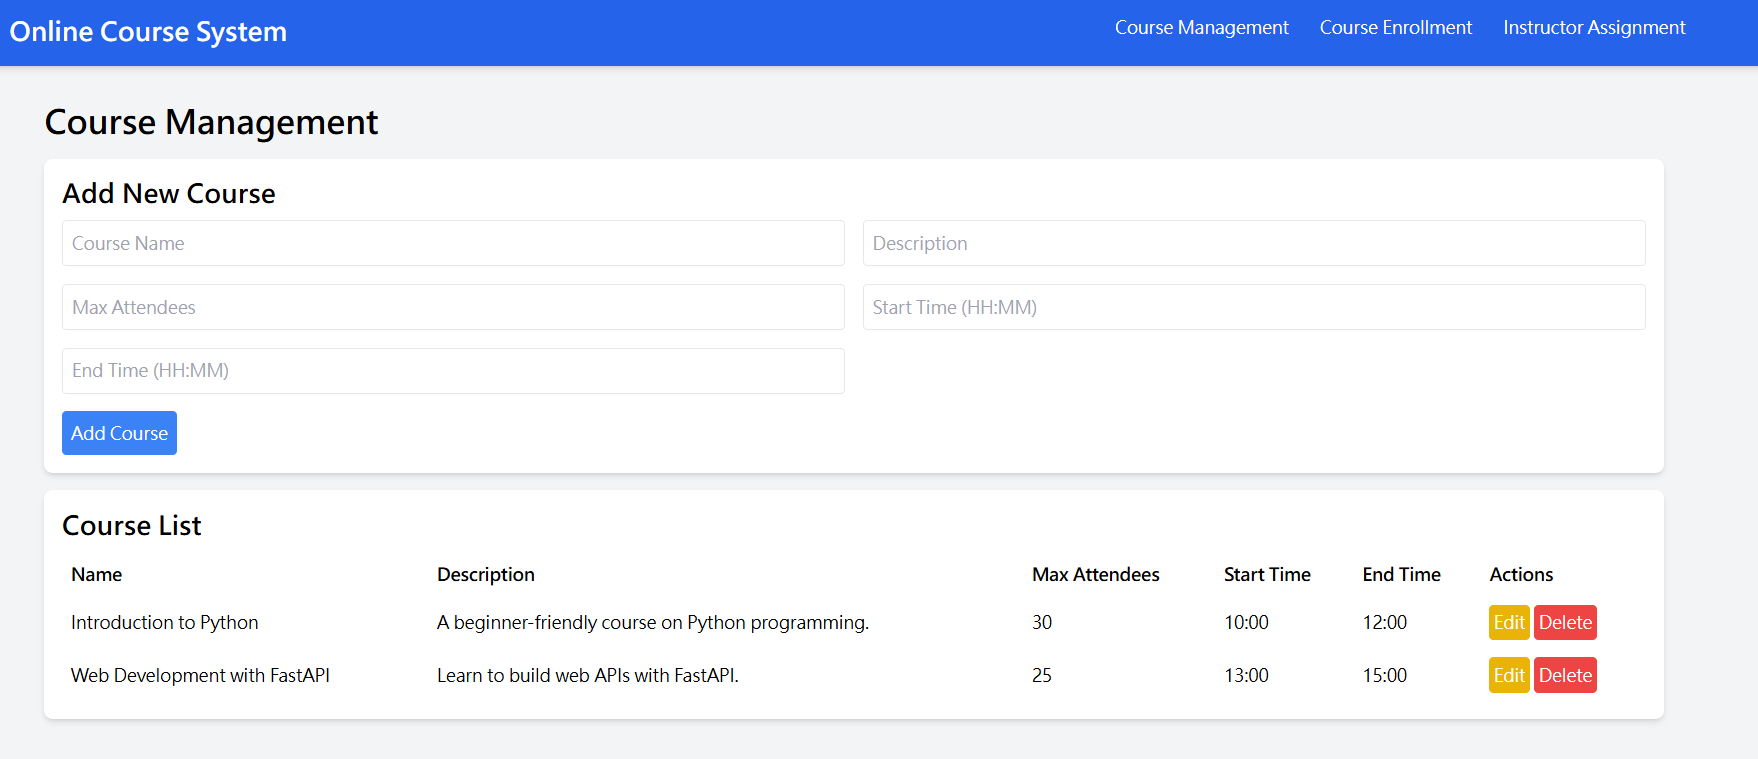 Online Course System
Course Management Course Enrollment Instructor Assignment
Course Management
Add New Course
Course Name
Description
Max Attendees
Start Time (HH:MM)
End Time (HH:MM)
Add Course
Course List
Name Description Max Attendees Start Time End Time Actions
Introduction to Python A beginner-friendly course on Python programming. 30 10:00 12:00 Edit Delete
Web Development with FastAPI Learn to build web APIs with FastAPI. 25 13:00 15:00 Edit Delete